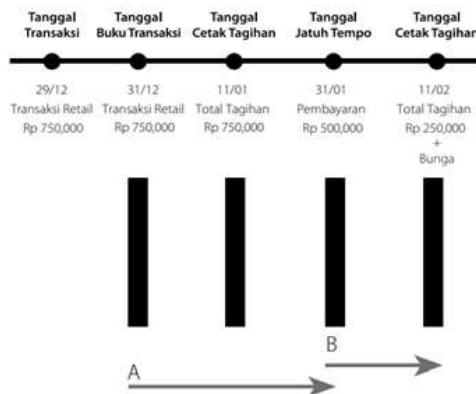 Tanggal
Transaksi
Tanggal
Buku Transaksi
Tanggal
Cetak Tagihan
Tanggal
Jatuh Tempo
Tanggal
Cetak Tagihan
29/12
Transaksi Retail
Rp 750,000
31/12
Transaksi Retail
Rp 750,000
11/01
Total Tagihan
Rp 750,000
31/01
Pembayaran
Rp 500,000
11/02
Total Tagihan
Rp 250,000
+
Bunga
A
B